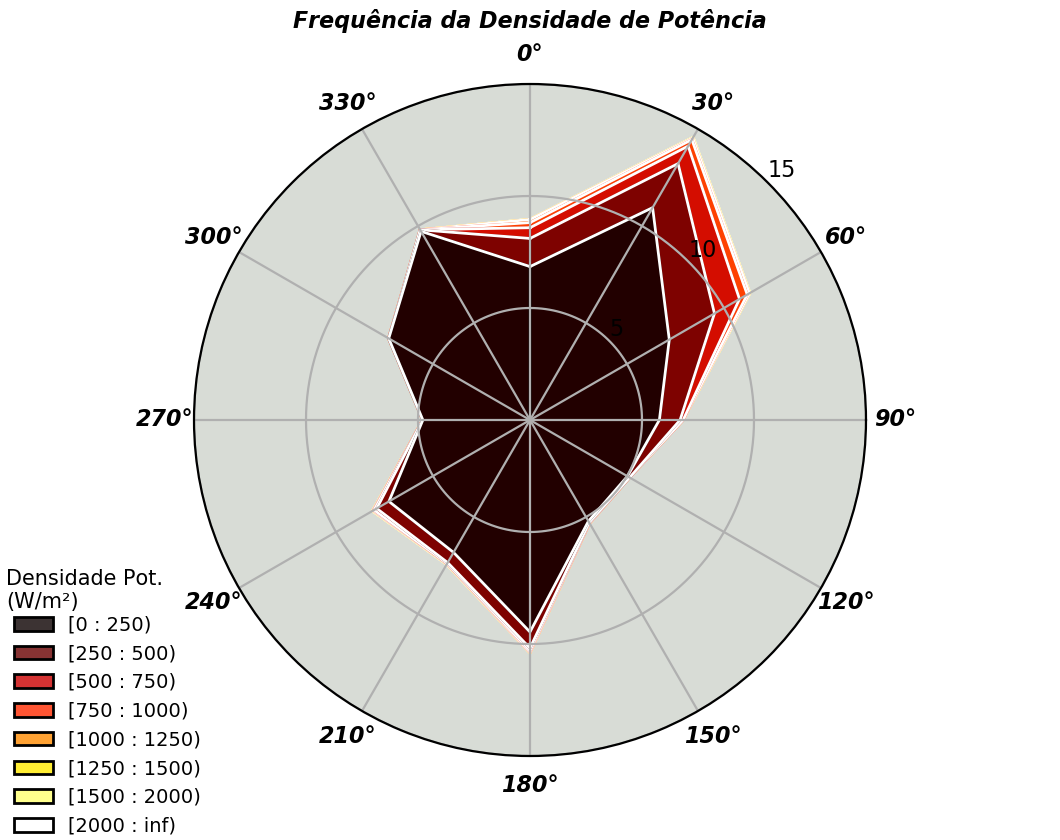 Frequência da Densidade de Potência
0°
330°
30°
15
300°
60°
10
5
270°
90°
240°
120°
210°
150°
180°
Densidade Pot.
(W/m²)
[0 : 250)
[250 : 500)
[500 : 750)
[750 : 1000)
[1000 : 1250)
[1250 : 1500)
[1500 : 2000)
[2000 : inf)